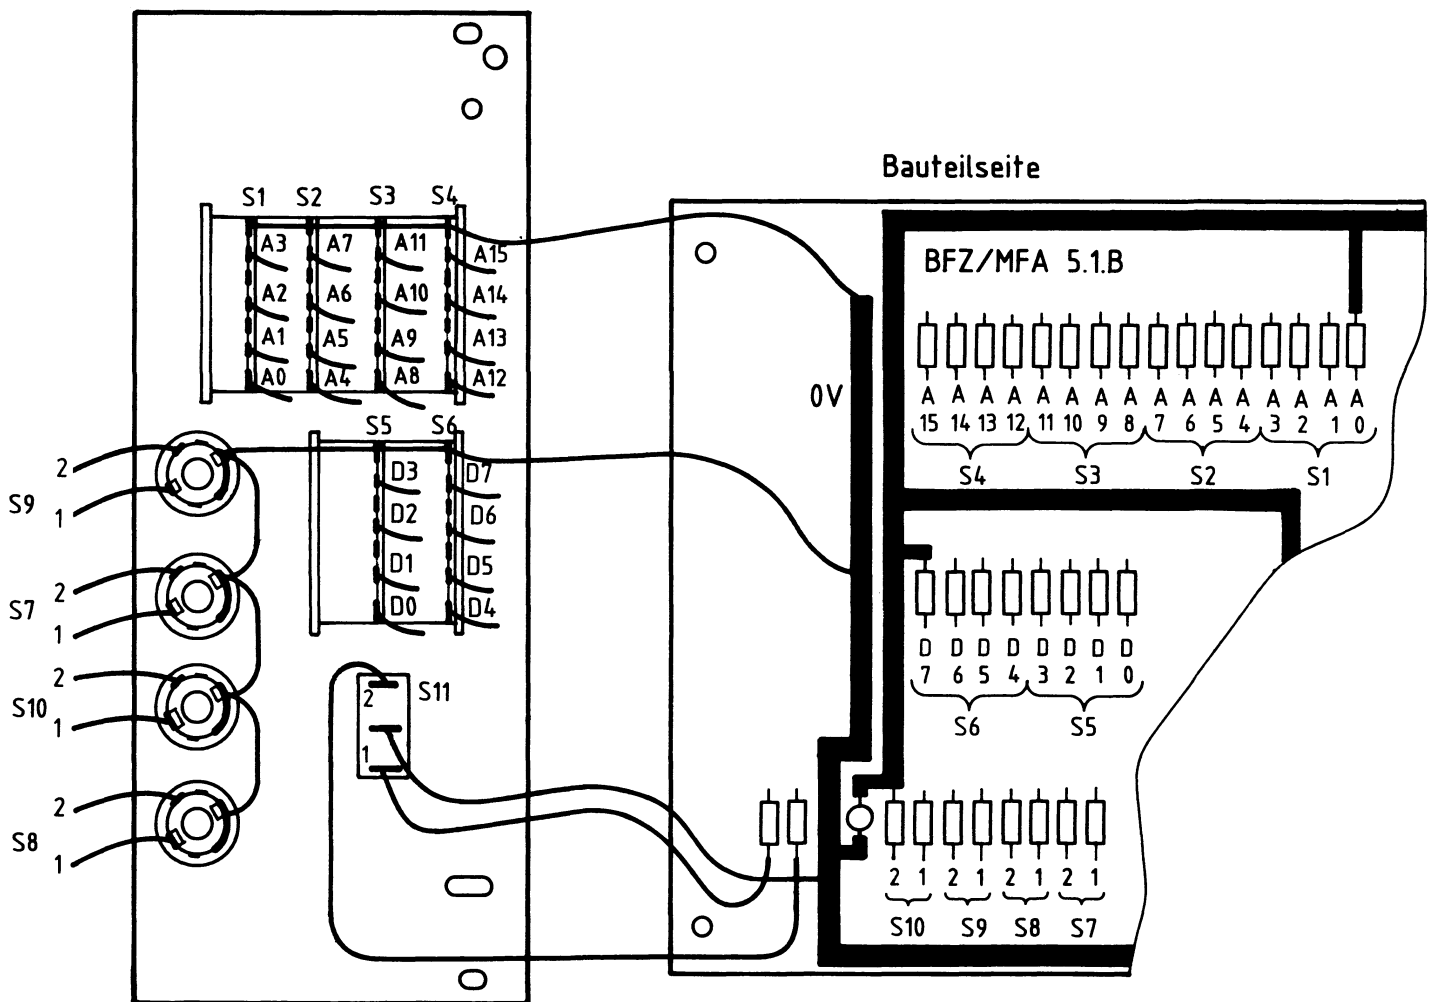 Bauteilseite
S1 S2 S3 S4
A3 A7 A11 A15
A2 A6 A10 A14
A1 A5 A9 A13
A0 A4 A8 A12
S5 S6
D3 D7
D2 D6
D1 D5
D0 D4
2
S9
1
2
S7
1
2
S10
1
2
S8
1
2
S11
1
BFZ/MFA 5.1.B
0V
A A A A A A A A A A A A A A A A
15 14 13 12 11 10 9 8 7 6 5 4 3 2 1 0
S4 S3 S2 S1
D D D D D D D D
7 6 5 4 3 2 1 0
S6 S5
2 1 2 1 2 1 2 1
S10 S9 S8 S7